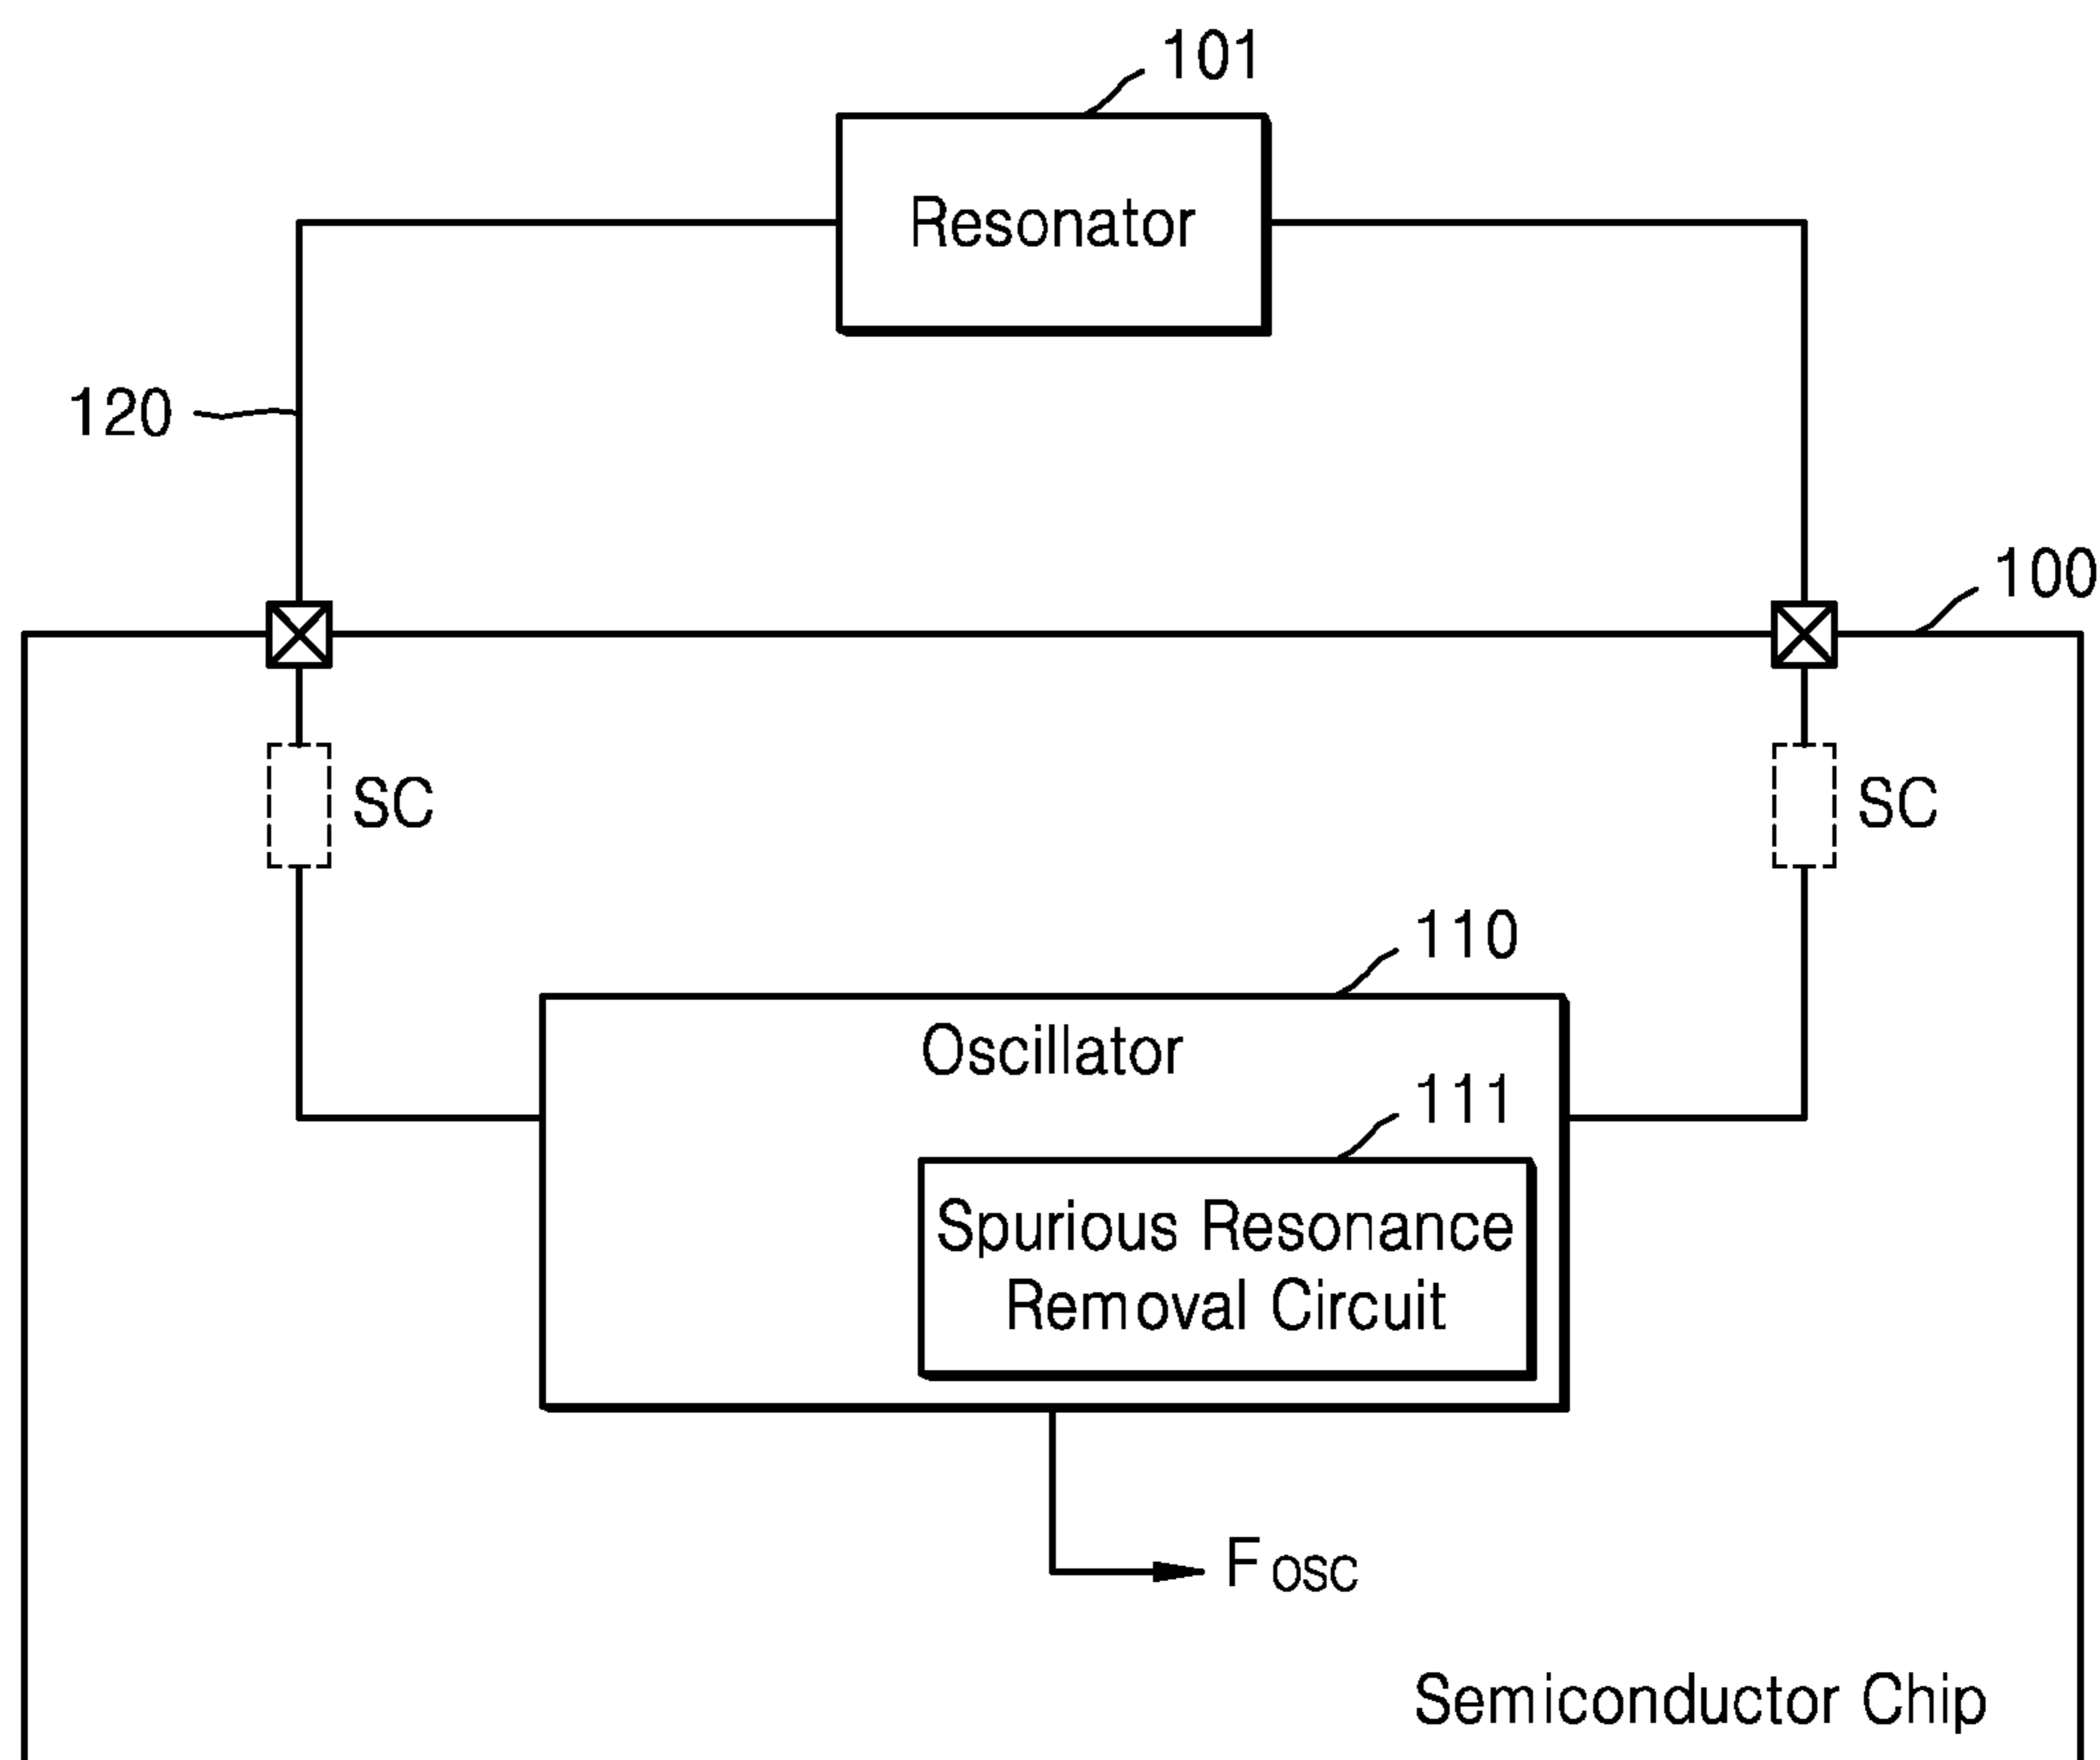 101
Resonator
120
100
SC
SC
110
Oscillator
111
Spurious Resonance
Removal Circuit
FOSC
Semiconductor Chip